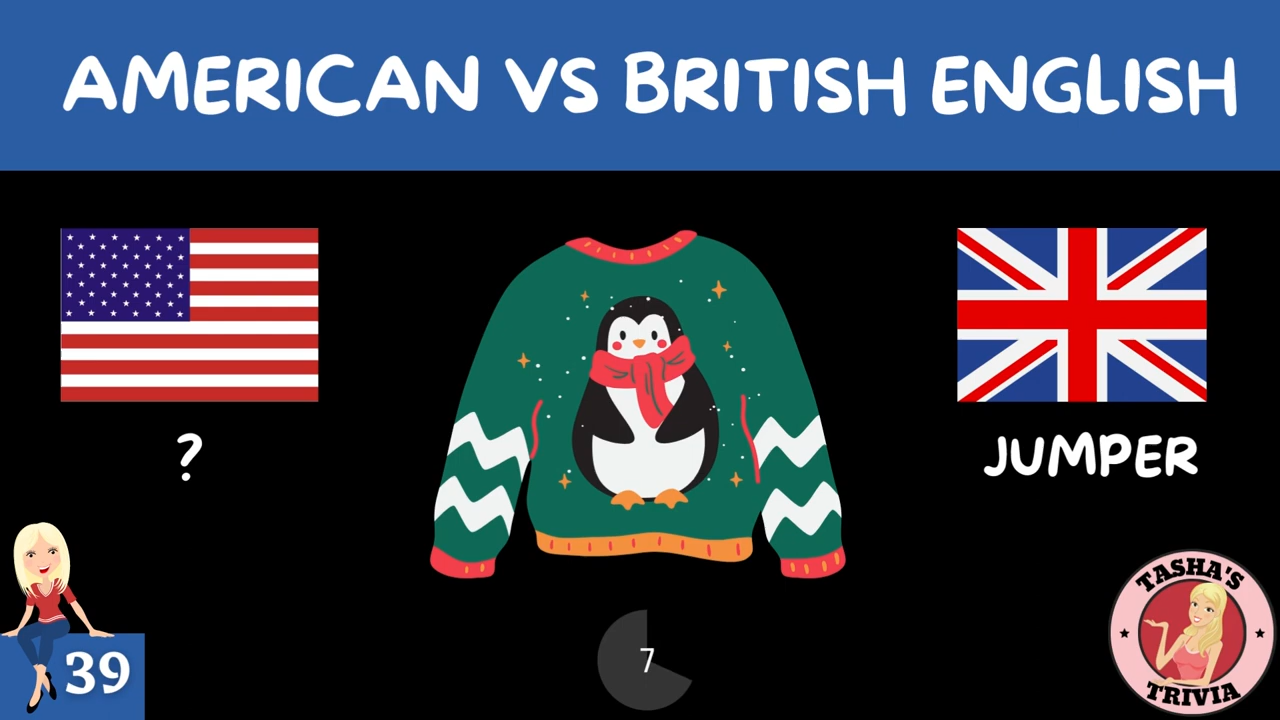 AMERICAN VS BRITISH ENGLISH
?
JUMPER
39
7
TASHA'S
TRIVIA